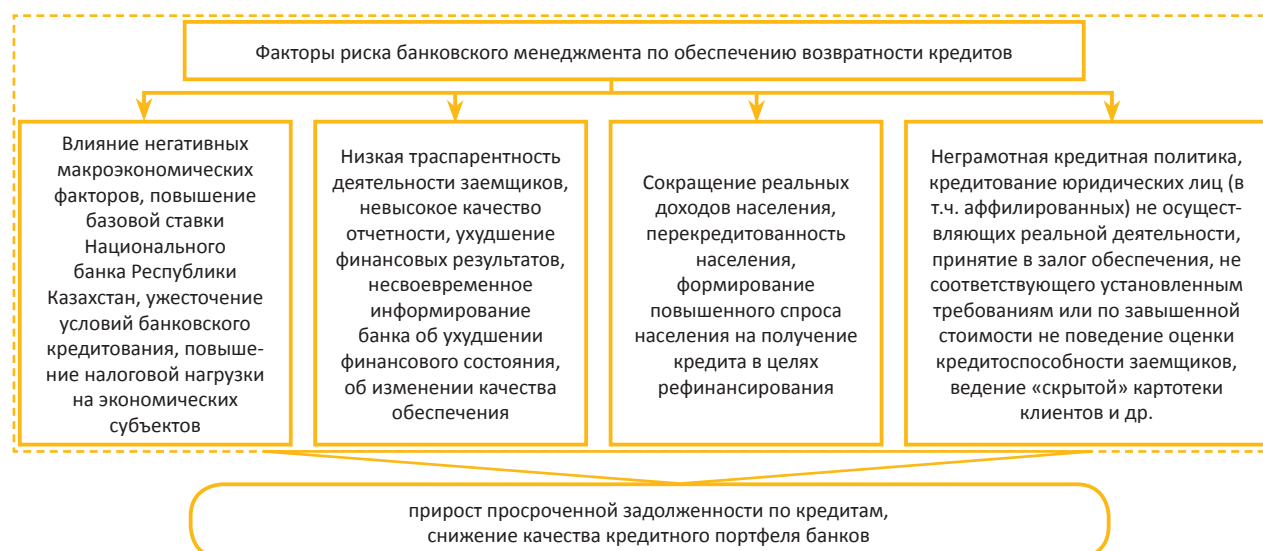 Факторы риска банковского менеджмента по обеспечению возвратности кредитов
Влияние негативных
макроэкономических
факторов, повышение
базовой ставки
Национального
банка Республики
Казахстан, ужесточение
условий банковского
кредитования, повыше-
ние налоговой нагрузки
на экономических
субъектов
Низкая траспарентность
деятельности заемщиков,
невысокое качество
отчетности, ухудшение
финансовых результатов,
несвоевременное
информирование
банка об ухудшении
финансового состояния,
об изменении качества
обеспечения
Сокращение реальных
доходов населения,
перекредитованность
населения,
формирование
повышенного спроса
населения на получение
кредита в целях
рефинансирования
Неграмотная кредитная политика,
кредитование юридических лиц (в
т.ч. аффилированных) не осущест-
вляющих реальной деятельности,
принятие в залог обеспечения, не
соответствующего установленным
требованиям или по завышенной
стоимости не поведение оценки
кредитоспособности заемщиков,
ведение «скрытой» картотеки
клиентов и др.
прирост просроченной задолженности по кредитам,
снижение качества кредитного портфеля банков